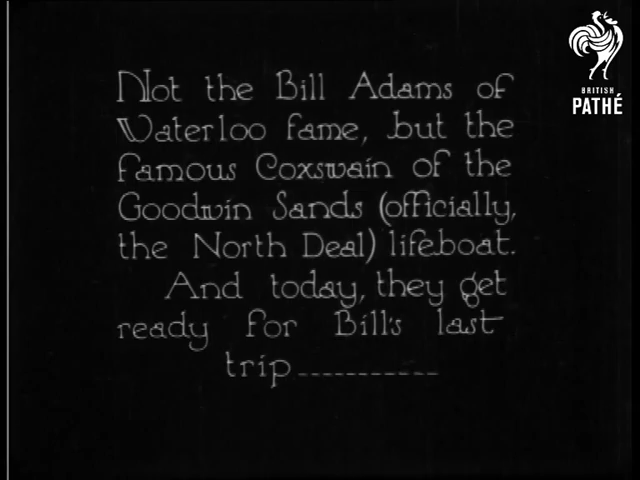 Not the Bill Adams of
Waterloo fame, but the
famous Coxswain of the
Goodwin Sands (officially,
the North Deal) lifeboat.
And today, they get
ready for Bill's last
trip-----------
BRITISH
PATHÉ